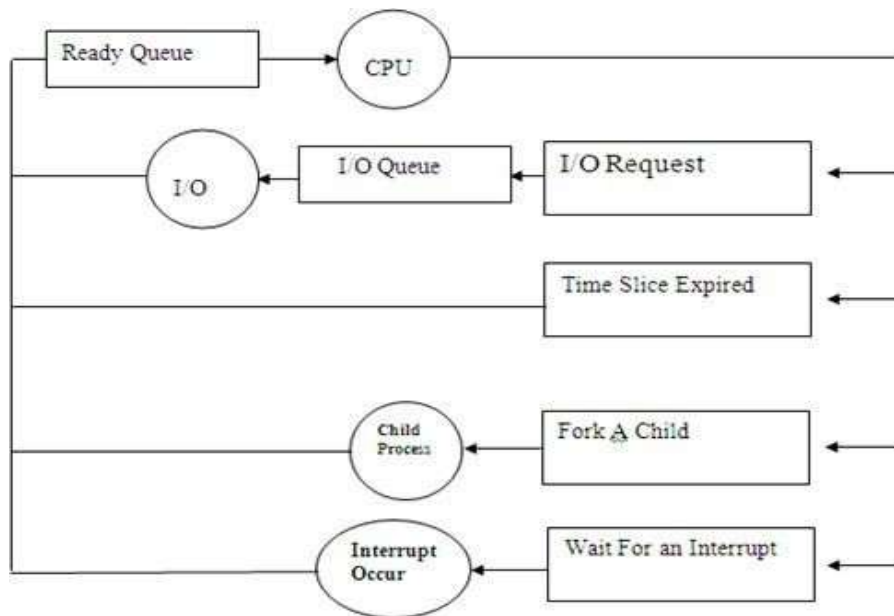 Ready Queue
CPU
I/O
I/O Queue
I/O Request
Time Slice Expired
Child
Process
Fork A Child
Interrupt
Occur
Wait For an Interrupt